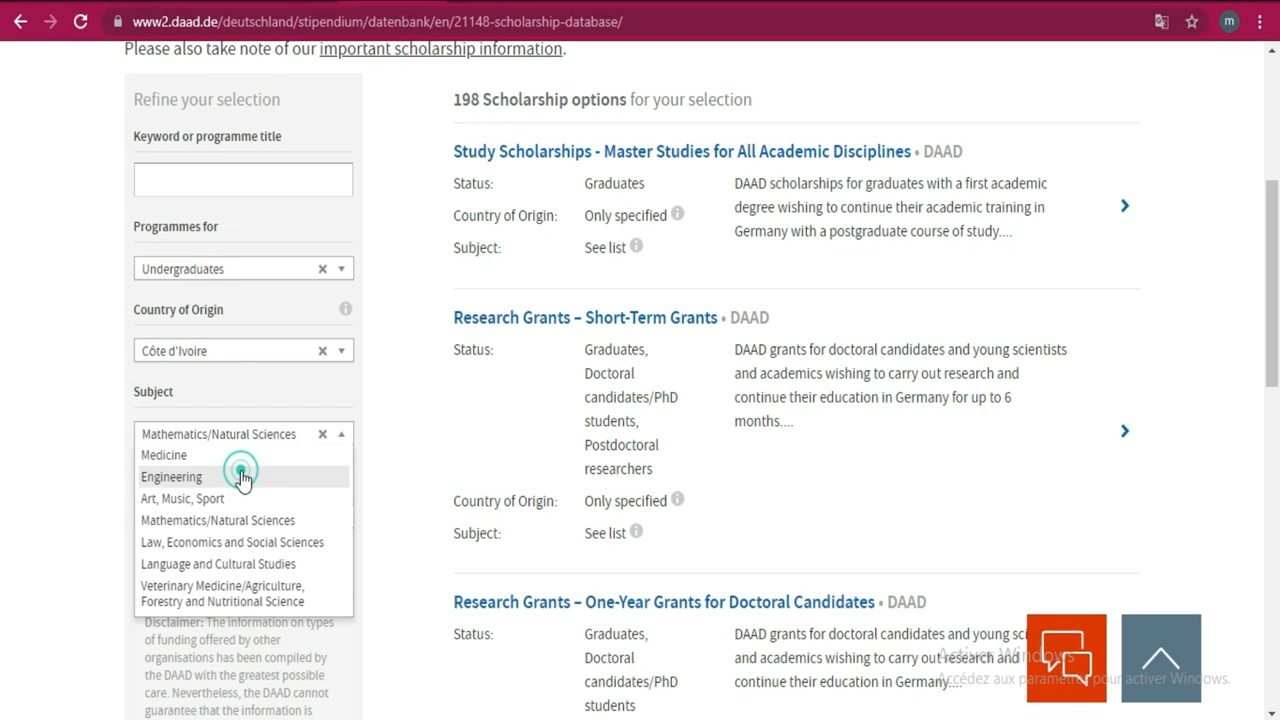 www2.daad.de/deutschland/stipendium/datenbank/en/21148-scholarship-database/
m
Please also take note of our important scholarship information.
Refine your selection
Keyword or programme title
Programmes for
Undergraduates
Country of Origin
Côte d'Ivoire
Subject
Mathematics/Natural Sciences
Medicine
Engineering
Art, Music, Sport
Mathematics/Natural Sciences
Law, Economics and Social Sciences
Language and Cultural Studies
Veterinary Medicine/Agriculture,
Forestry and Nutritional Science
Disclaimer: The information on types
of funding offered by other
organisations has been compiled by
the DAAD with the greatest possible
care. Nevertheless, the DAAD cannot
guarantee that the information is
198 Scholarship options for your selection
Study Scholarships - Master Studies for All Academic Disciplines • DAAD
Status: Graduates
Country of Origin: Only specified
Subject: See list
DAAD scholarships for graduates with a first academic
degree wishing to continue their academic training in
Germany with a postgraduate course of study....
Research Grants – Short-Term Grants • DAAD
Status: Graduates,
Doctoral
candidates/PhD
students,
Postdoctoral
researchers
Country of Origin: Only specified
Subject: See list
DAAD grants for doctoral candidates and young scientists
and academics wishing to carry out research and
continue their education in Germany for up to 6
months....
Research Grants – One-Year Grants for Doctoral Candidates • DAAD
Status: Graduates,
Doctoral
candidates/PhD
students
DAAD grants for doctoral candidates and young sci
and academics wishing to carry out research and
continue their education in Germany....
Activer Windows
Accédez aux paramètres pour activer Windows.